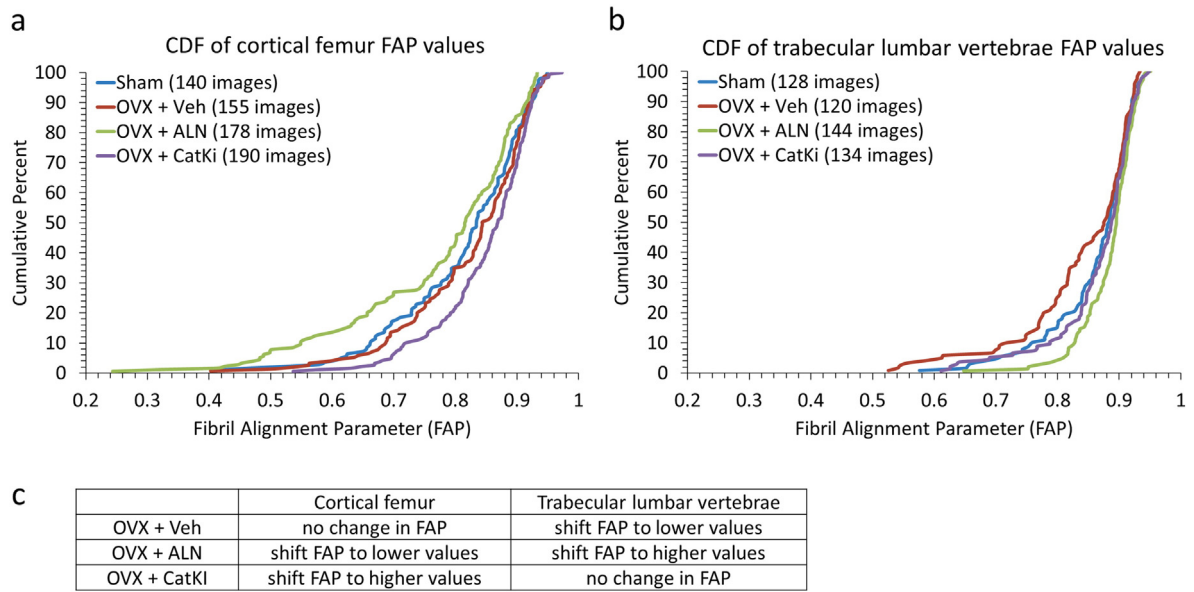 a
CDF of cortical femur FAP values
Sham (140 images)
OVX + Veh (155 images)
OVX + ALN (178 images)
OVX + CatKi (190 images)
Cumulative Percent
100
90
80
70
60
50
40
30
20
10
0
0.2 0.3 0.4 0.5 0.6 0.7 0.8 0.9 1
Fibril Alignment Parameter (FAP)
b
CDF of trabecular lumbar vertebrae FAP values
Sham (128 images)
OVX + Veh (120 images)
OVX + ALN (144 images)
OVX + CatKi (134 images)
Cumulative Percent
100
90
80
70
60
50
40
30
20
10
0
0.2 0.3 0.4 0.5 0.6 0.7 0.8 0.9 1
Fibril Alignment Parameter (FAP)
c
Cortical femur Trabecular lumbar vertebrae
OVX + Veh no change in FAP shift FAP to lower values
OVX + ALN shift FAP to lower values shift FAP to higher values
OVX + CatKI shift FAP to higher values no change in FAP